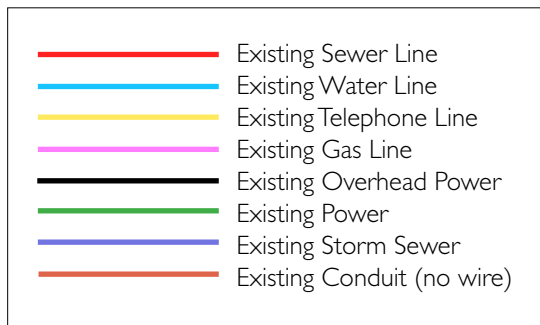 Existing Sewer Line
Existing Water Line
Existing Telephone Line
Existing Gas Line
Existing Overhead Power
Existing Power
Existing Storm Sewer
Existing Conduit (no wire)